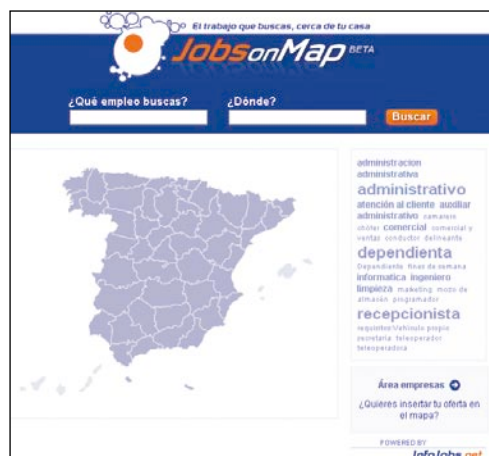 El trabajo que buscas, cerca de tu casa
JobsonMap BETA
¿Qué empleo buscas?
¿Dónde?
Buscar
administracion
administrativa
administrativo
atención al cliente auxiliar
administrativo camarero
chófer comercial comercial y
ventas conductor delineante
dependienta
Dependiente fines de semana
informatica ingeniero
limpieza marketing mozo de
almacén programador
recepcionista
requisitos:Vehículo propio
secretaria teleoperador
teleoperadora
Área empresas
¿Quieres insertar tu oferta en
el mapa?
POWERED BY
InfoJobs.net